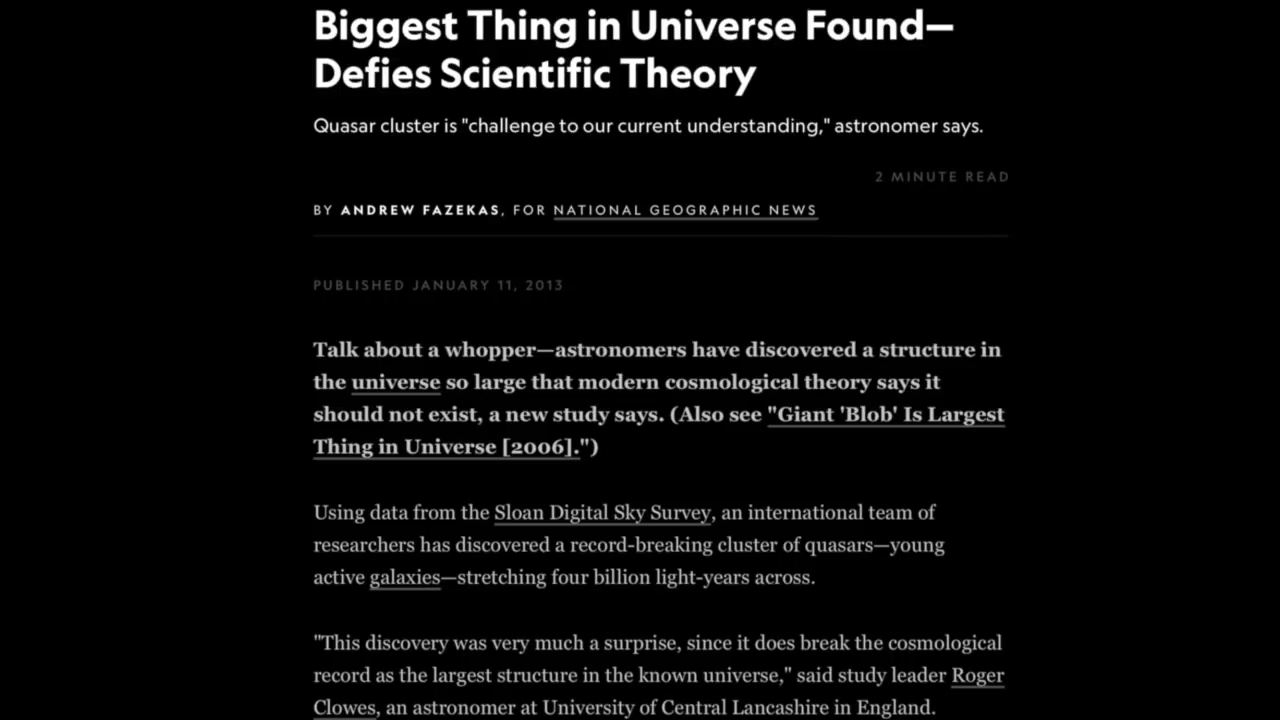 Biggest Thing in Universe Found—
Defies Scientific Theory
Quasar cluster is "challenge to our current understanding," astronomer says.
2 MINUTE READ
BY ANDREW FAZEKAS, FOR NATIONAL GEOGRAPHIC NEWS
PUBLISHED JANUARY 11, 2013
Talk about a whopper—astronomers have discovered a structure in
the universe so large that modern cosmological theory says it
should not exist, a new study says. (Also see "Giant 'Blob' Is Largest
Thing in Universe [2006].")
Using data from the Sloan Digital Sky Survey, an international team of
researchers has discovered a record-breaking cluster of quasars—young
active galaxies—stretching four billion light-years across.
"This discovery was very much a surprise, since it does break the cosmological
record as the largest structure in the known universe," said study leader Roger
Clowes, an astronomer at University of Central Lancashire in England.